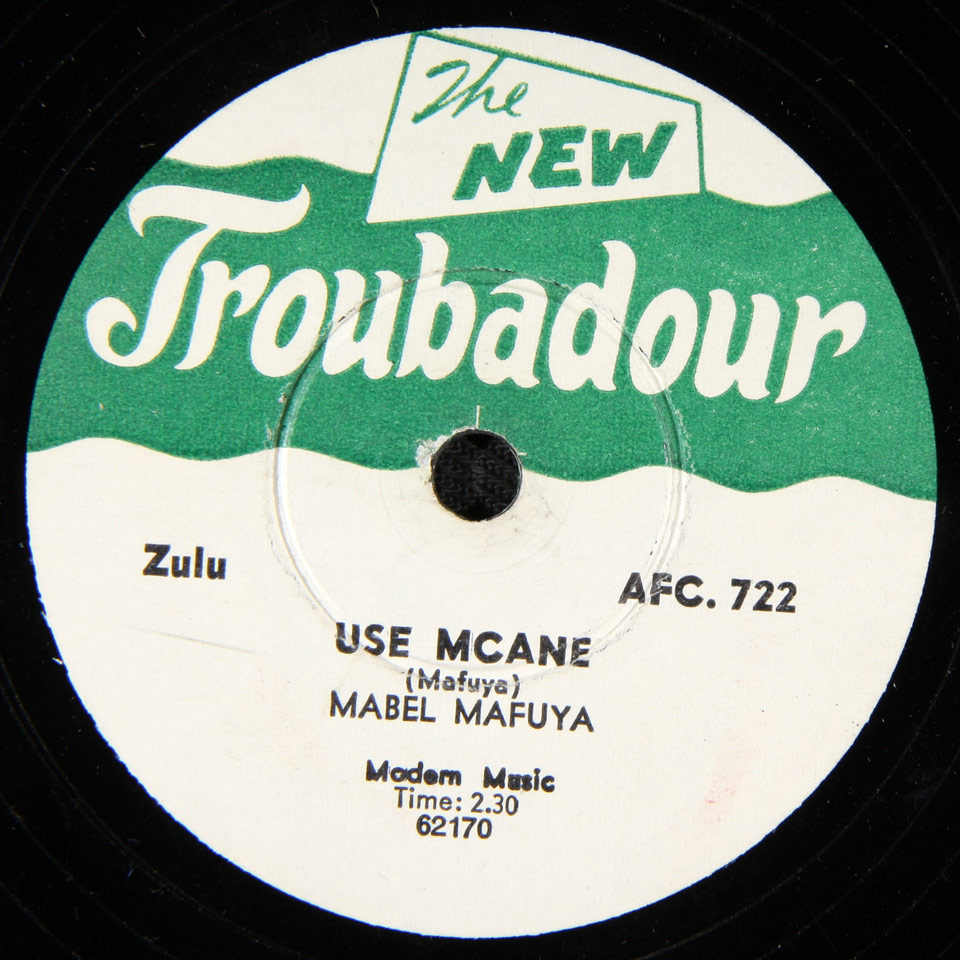 The
NEW
Troubadour
Zulu
AFC. 722
USE MCANE
(Mafuya)
MABEL MAFUYA
Modern Music
Time: 2.30
62170